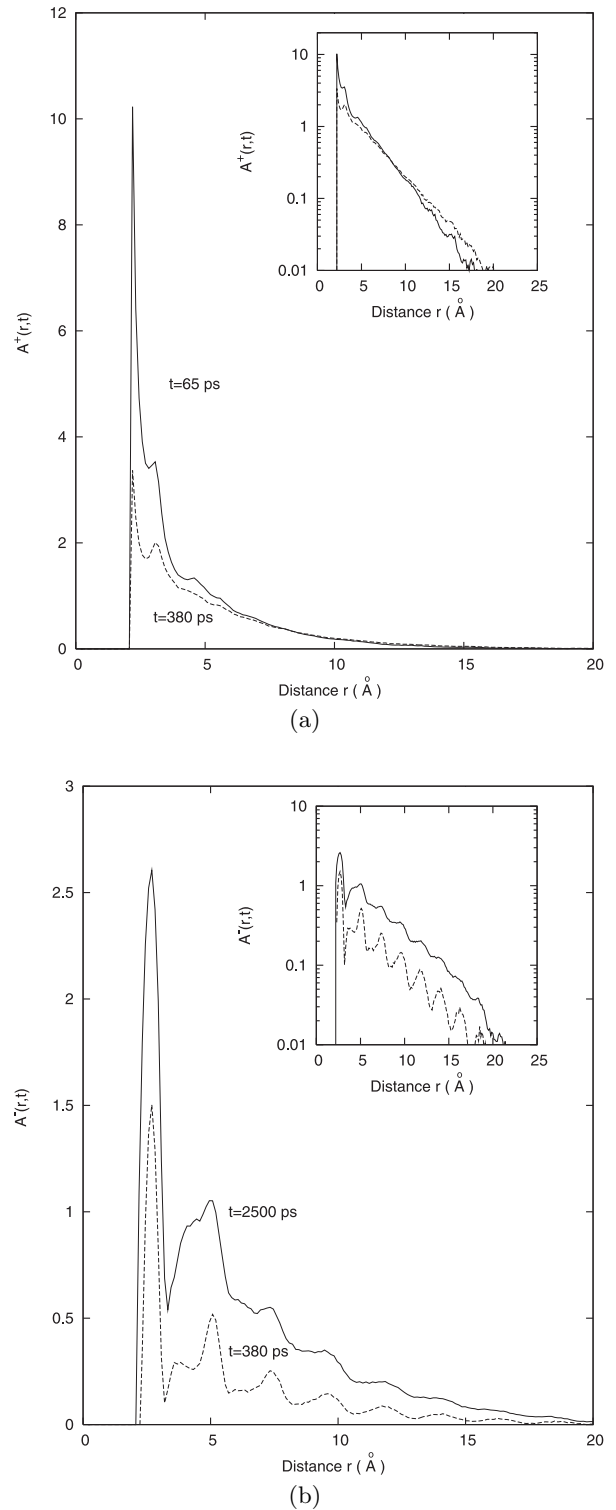 12
10
8
6
4
2
0
A+(r,t)
0 5 10 15 20
Distance r ( Å )
t=65 ps
t=380 ps
10
1
0.1
0.01
A+(r,t)
0 5 10 15 20 25
Distance r ( Å )
(a)
3
2.5
2
1.5
1
0.5
0
A-(r,t)
0 5 10 15 20
Distance r ( Å )
t=2500 ps
t=380 ps
10
1
0.1
0.01
A-(r,t)
0 5 10 15 20 25
Distance r ( Å )
(b)